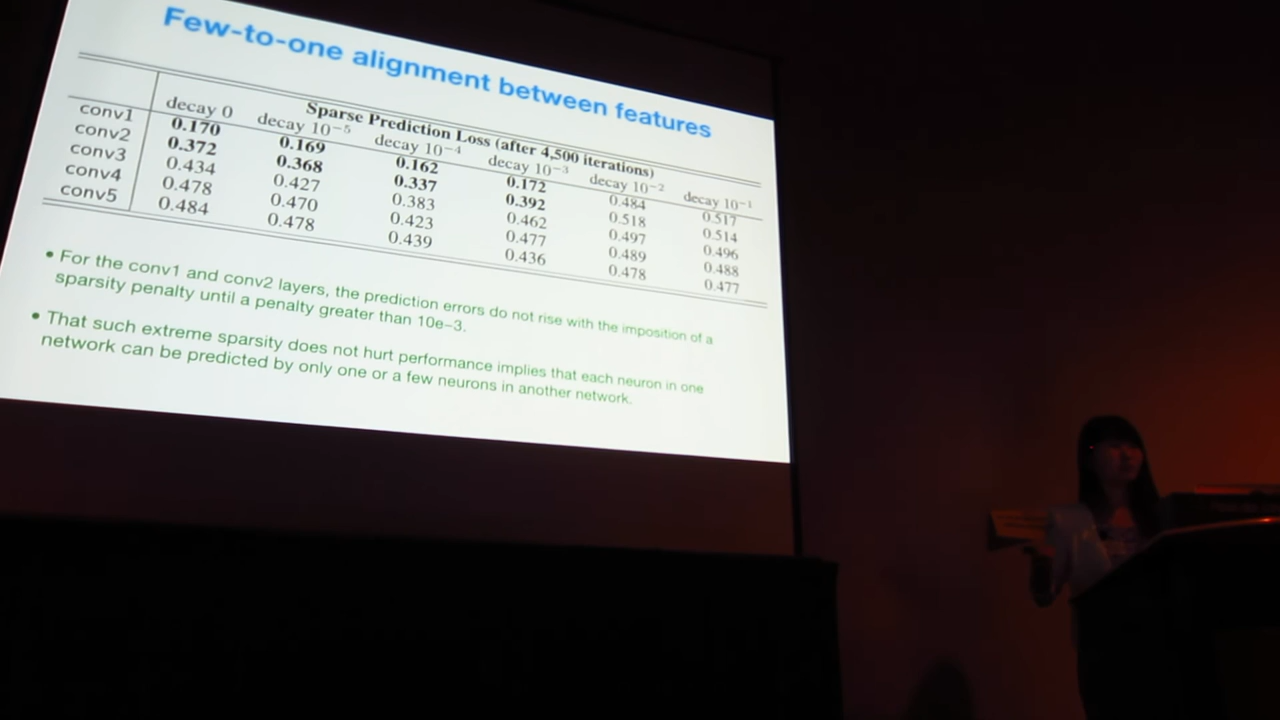 Few-to-one alignment between features
Sparse Prediction Loss (after 4,500 iterations)
decay 0 decay 10−5 decay 10−4 decay 10−3 decay 10−2 decay 10−1
conv1 0.170 0.169 0.162 0.172 0.484 0.517
conv2 0.372 0.368 0.337 0.392 0.518 0.514
conv3 0.434 0.427 0.383 0.462 0.497 0.496
conv4 0.478 0.470 0.423 0.477 0.489 0.488
conv5 0.484 0.478 0.439 0.436 0.478 0.477
• For the conv1 and conv2 layers, the prediction errors do not rise with the imposition of a
sparsity penalty until a penalty greater than 10e−3.
• That such extreme sparsity does not hurt performance implies that each neuron in one
network can be predicted by only one or a few neurons in another network.